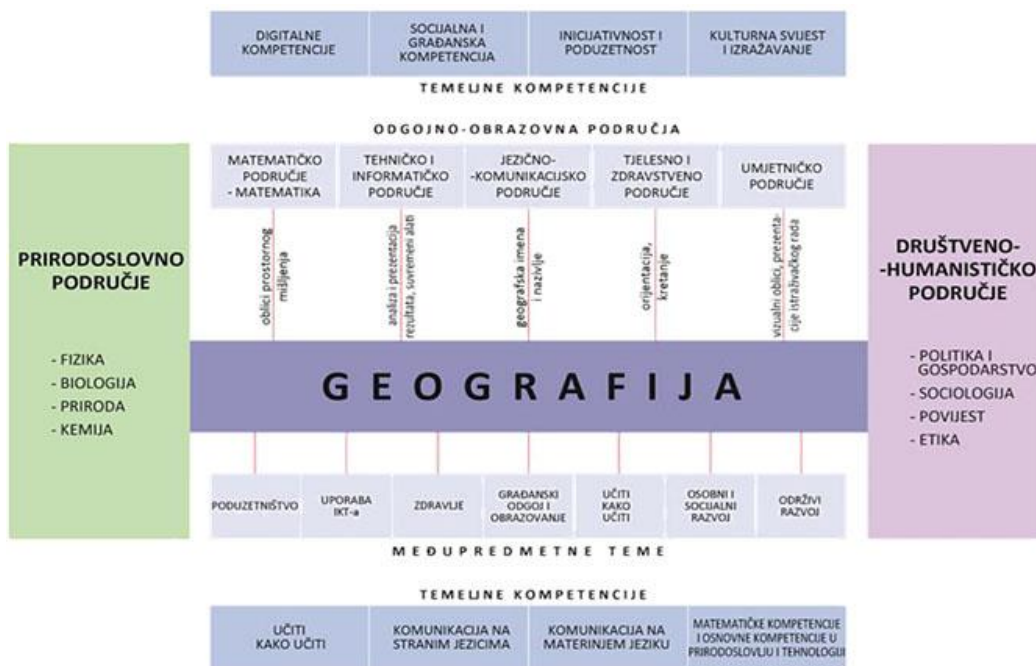 DIGITALNE
KOMPETENCIJE
SOCIJALNA I
GRAĐANSKA
KOMPETENCIJA
INICIJATIVNOST I
PODUZETNOST
KULTURNA SVIJEST
I IZRAŽAVANJE
TEMELJNE KOMPETENCIJE
ODGOJNO-OBRAZOVNA PODRUČJA
MATEMATIČKO
PODRUČJE
- MATEMATIKA
TEHNIČKO I
INFORMATIČKO
PODRUČJE
JEZIČNO-
-KOMUNIKACIJSKO
PODRUČJE
TJELESNO I
ZDRAVSTVENO
PODRUČJE
UMJETNIČKO
PODRUČJE
oblici prostornog
mišljenja
analiza i prezentacija
rezultata, suvremeni alati
geografska imena
i nazivlje
orijentacija,
kretanje
vizualni oblici, prezenta-
cije istraživačkog rada
PRIRODOSLOVNO
PODRUČJE
- FIZIKA
- BIOLOGIJA
- PRIRODA
- KEMIJA
GEOGRAFIJA
DRUŠTVENO-
-HUMANISTIČKO
PODRUČJE
- POLITIKA I
GOSPODARSTVO
- SOCIOLOGIJA
- POVIJEST
- ETIKA
PODUZETNIŠTVO
UPORABA
IKT-a
ZDRAVLJE
GRAĐANSKI
ODGOJ I
OBRAZOVANJE
UČITI
KAKO
UČITI
OSOBNI I
SOCIJALNI
RAZVOJ
ODRŽIVI
RAZVOJ
MEĐUPREDMETNE TEME
TEMELJNE KOMPETENCIJE
UČITI
KAKO UČITI
KOMUNIKACIJA NA
STRANIM JEZICIMA
KOMUNIKACIJA NA
MATERINJEM JEZIKU
MATEMATIČKE KOMPETENCIJE
I OSNOVNE KOMPETENCIJE U
PRIRODOSLOVLJU I TEHNOLOGIJI